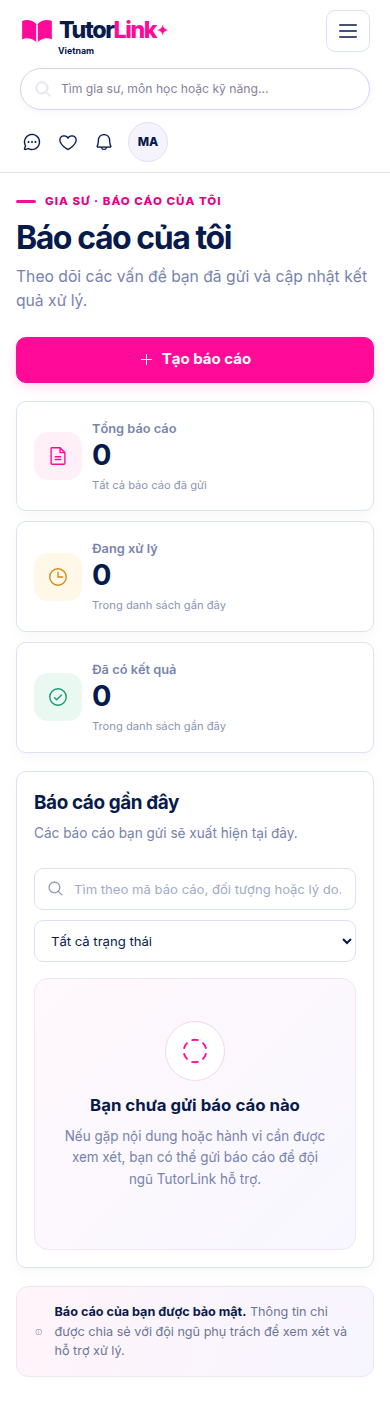 TutorLink
Vietnam
Tìm gia sư, môn học hoặc kỹ năng...
MA
GIA SƯ · BÁO CÁO CỦA TÔI
Báo cáo của tôi
Theo dõi các vấn đề bạn đã gửi và cập nhật kết
quả xử lý.
Tạo báo cáo
Tổng báo cáo
0
Tất cả báo cáo đã gửi
Đang xử lý
0
Trong danh sách gần đây
Đã có kết quả
0
Trong danh sách gần đây
Báo cáo gần đây
Các báo cáo bạn gửi sẽ xuất hiện tại đây.
Tìm theo mã báo cáo, đối tượng hoặc lý do.
Tất cả trạng thái
Bạn chưa gửi báo cáo nào
Nếu gặp nội dung hoặc hành vi cần được
xem xét, bạn có thể gửi báo cáo để đội
ngũ TutorLink hỗ trợ.
Báo cáo của bạn được bảo mật. Thông tin chỉ
được chia sẻ với đội ngũ phụ trách để xem xét và
hỗ trợ xử lý.